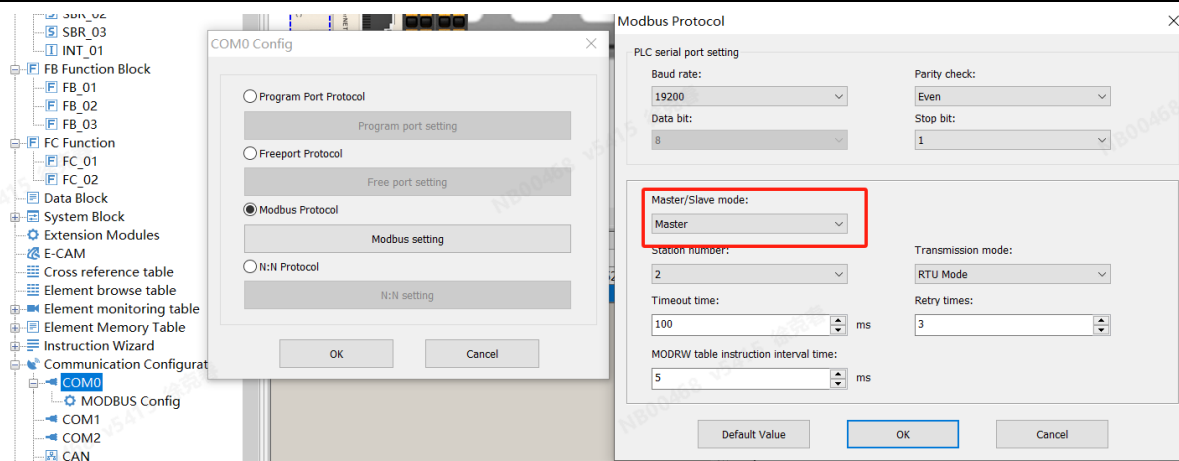 SBR_02
SBR_03
INT_01
FB Function Block
FB_01
FB_02
FB_03
FC Function
FC_01
FC_02
Data Block
System Block
Extension Modules
E-CAM
Cross reference table
Element browse table
Element monitoring table
Element Memory Table
Instruction Wizard
Communication Configurat
COM0
MODBUS Config
COM1
COM2
CAN
COM0 Config
Program Port Protocol
Program port setting
Freeport Protocol
Free port setting
Modbus Protocol
Modbus setting
N:N Protocol
N:N setting
OK Cancel
Modbus Protocol
PLC serial port setting
Baud rate: Parity check:
19200 Even
Data bit: Stop bit:
8 1
Master/Slave mode:
Master
Station number: Transmission mode:
2 RTU Mode
Timeout time: Retry times:
100 ms 3
MODRW table instruction interval time:
5 ms
Default Value OK Cancel
NB00468 v5415